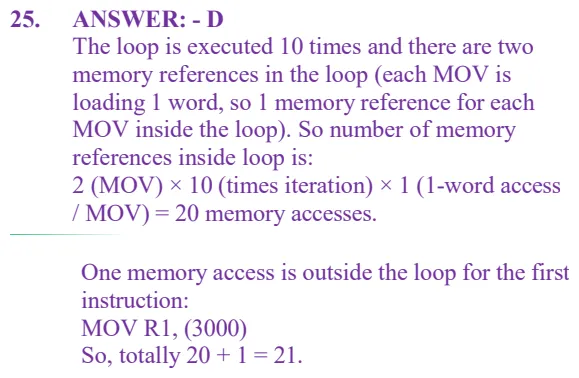 25. ANSWER: - D
The loop is executed 10 times and there are two
memory references in the loop (each MOV is
loading 1 word, so 1 memory reference for each
MOV inside the loop). So number of memory
references inside loop is:
2 (MOV) × 10 (times iteration) × 1 (1-word access
/ MOV) = 20 memory accesses.
One memory access is outside the loop for the first
instruction:
MOV R1, (3000)
So, totally 20 + 1 = 21.